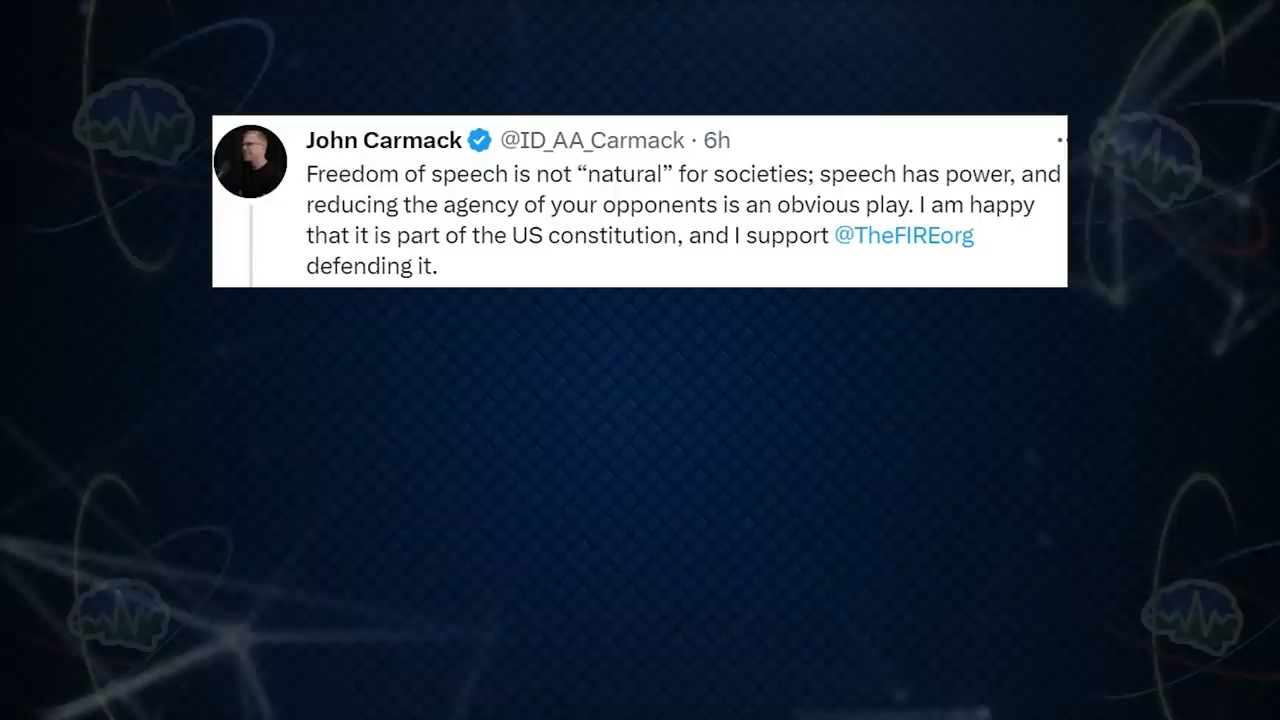 John Carmack @ID_AA_Carmack · 6h
Freedom of speech is not “natural” for societies; speech has power, and
reducing the agency of your opponents is an obvious play. I am happy
that it is part of the US constitution, and I support @TheFIREorg
defending it.